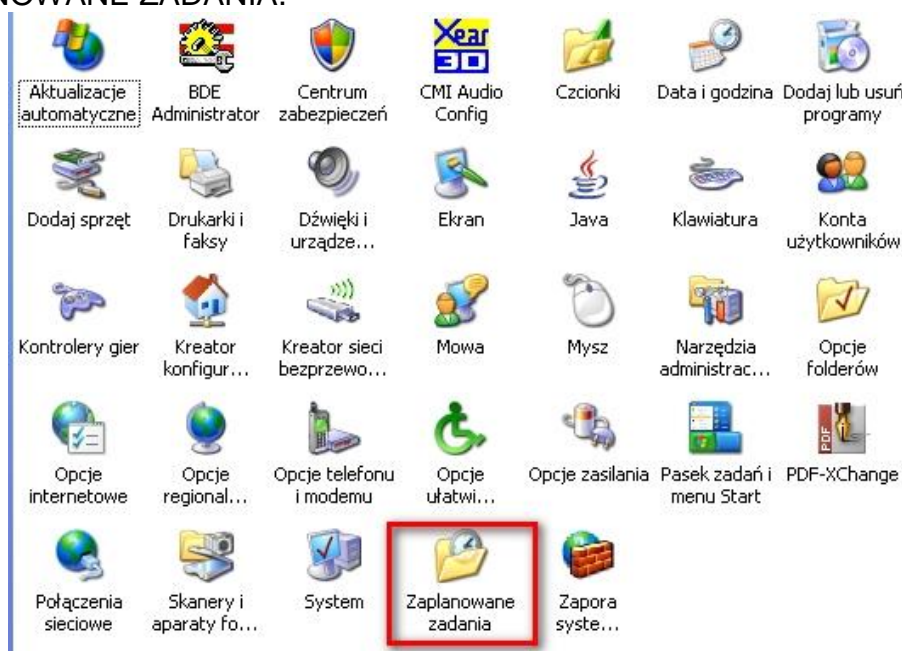 NOWANE ZADANIA.
Xear
3D
Aktualizacje
automatyczne
BDE
Administrator
Centrum
zabezpieczeń
CMI Audio
Config
Czcionki
Data i godzina
Dodaj lub usuń
programy
Dodaj sprzęt
Drukarki i
faksy
Dźwięki i
urządze...
Ekran
Java
Klawiatura
Konta
użytkowników
Kontrolery gier
Kreator
konfigur...
Kreator sieci
bezprzewo...
Mowa
Mysz
Narzędzia
administrac...
Opcje
folderów
PDF
Opcje
internetowe
Opcje
regional...
Opcje telefonu
i modemu
Opcje
ułatwi...
Opcje zasilania
Pasek zadań i
menu Start
PDF-XChange
Połączenia
sieciowe
Skanery i
aparaty fo...
System
Zaplanowane
zadania
Zapora
syste...